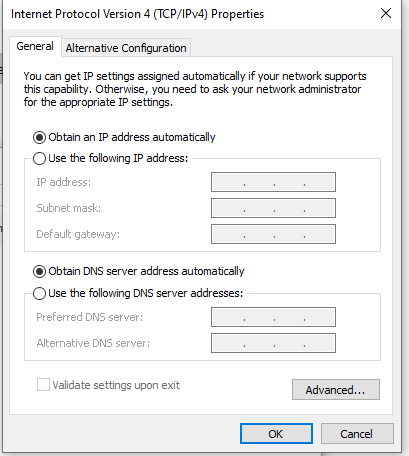 Internet Protocol Version 4 (TCP/IPv4) Properties
General
Alternative Configuration
You can get IP settings assigned automatically if your network supports
this capability. Otherwise, you need to ask your network administrator
for the appropriate IP settings.
Obtain an IP address automatically
Use the following IP address:
IP address:
Subnet mask:
Default gateway:
Obtain DNS server address automatically
Use the following DNS server addresses:
Preferred DNS server:
Alternative DNS server:
Validate settings upon exit
Advanced...
OK
Cancel